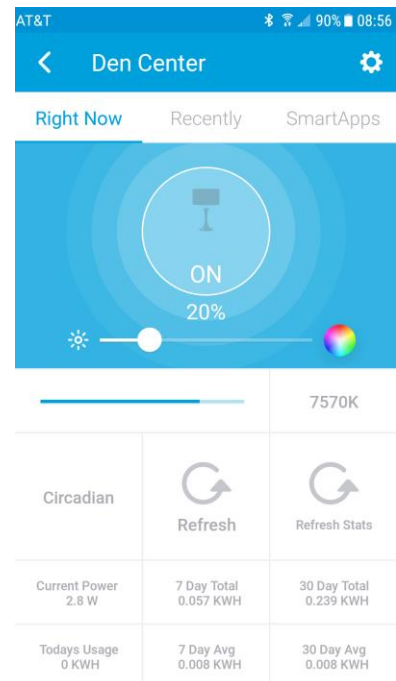 AT&T 90% 08:56
Den Center
Right Now Recently SmartApps
ON
20%
7570K
Circadian
Refresh
Refresh Stats
Current Power
2.8 W
7 Day Total
0.057 KWH
30 Day Total
0.239 KWH
Todays Usage
0 KWH
7 Day Avg
0.008 KWH
30 Day Avg
0.008 KWH